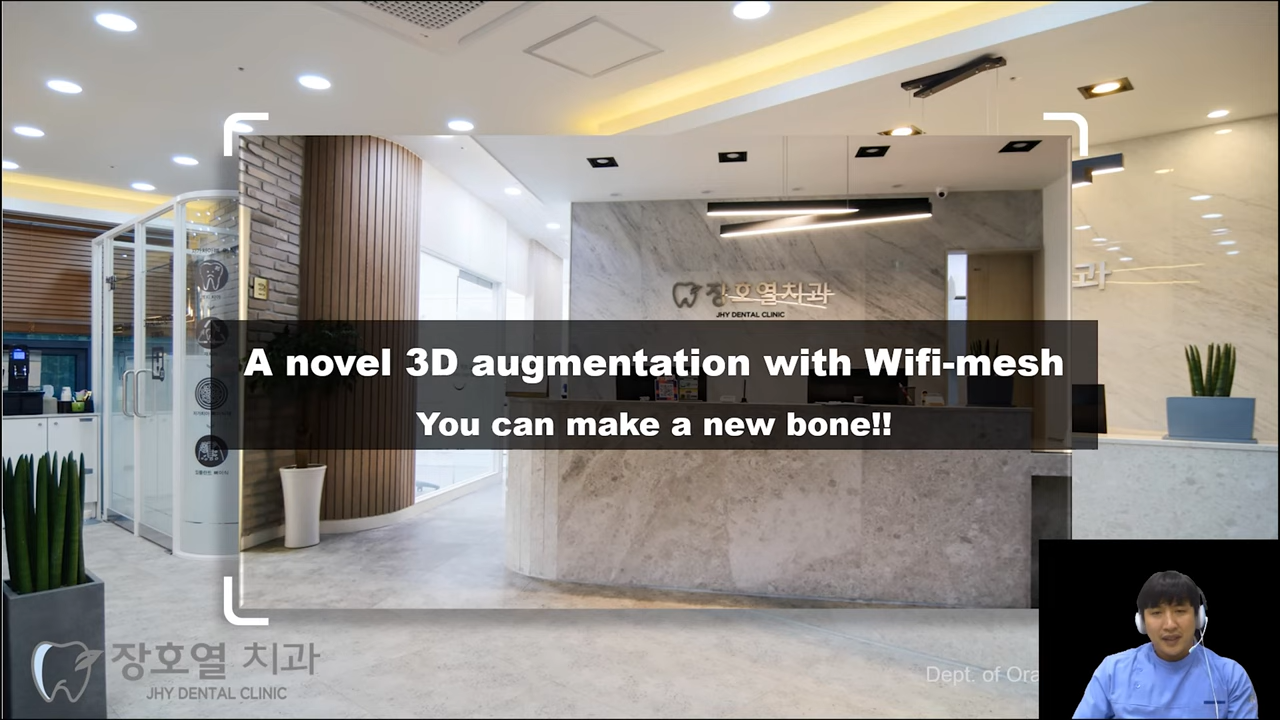 장호열치과
JHY DENTAL CLINIC
과
A novel 3D augmentation with Wifi-mesh
You can make a new bone!!
장호열 치과
JHY DENTAL CLINIC
Dept. of Ora